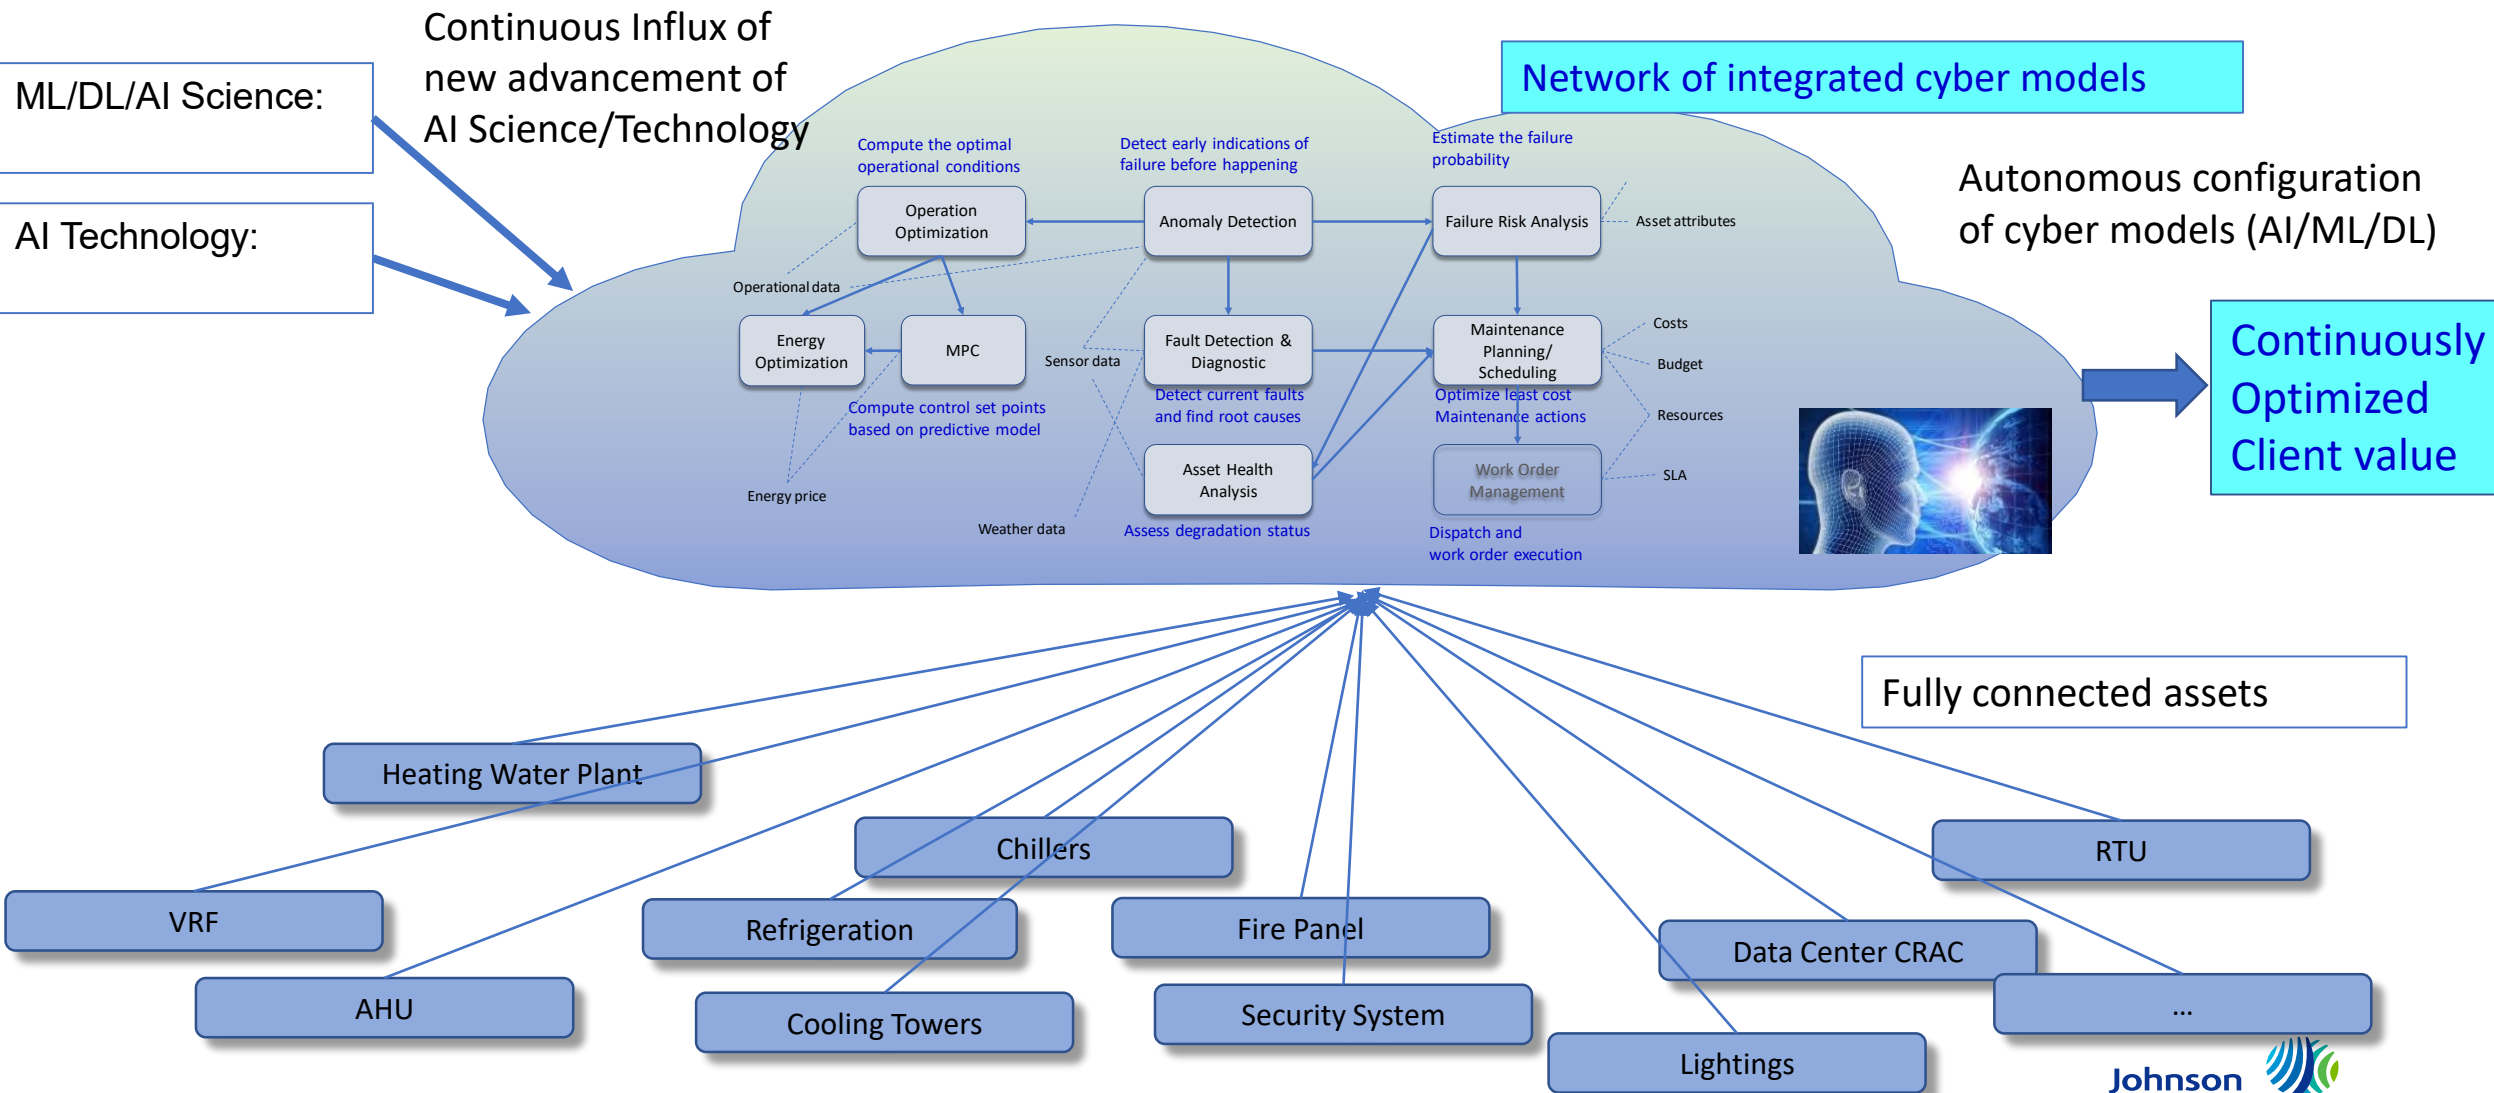 Continuous Influx of
new advancement of
AI Science/Technology
ML/DL/AI Science:
AI Technology:
Network of integrated cyber models
Autonomous configuration
of cyber models (AI/ML/DL)
Continuously
Optimized
Client value
Compute the optimal
operational conditions
Detect early indications of
failure before happening
Estimate the failure
probability
Operation
Optimization
Anomaly Detection
Failure Risk Analysis
Asset attributes
Operational data
Energy
Optimization
MPC
Sensor data
Fault Detection &
Diagnostic
Maintenance
Planning/
Scheduling
Costs
Budget
Compute control set points
based on predictive model
Detect current faults
and find root causes
Optimize least cost
Maintenance actions
Resources
Asset Health
Analysis
Work Order
Management
SLA
Energy price
Weather data
Assess degradation status
Dispatch and
work order execution
Fully connected assets
Heating Water Plant
Chillers
RTU
VRF
Refrigeration
Fire Panel
Data Center CRAC
AHU
Cooling Towers
Security System
...
Lightings
Johnson